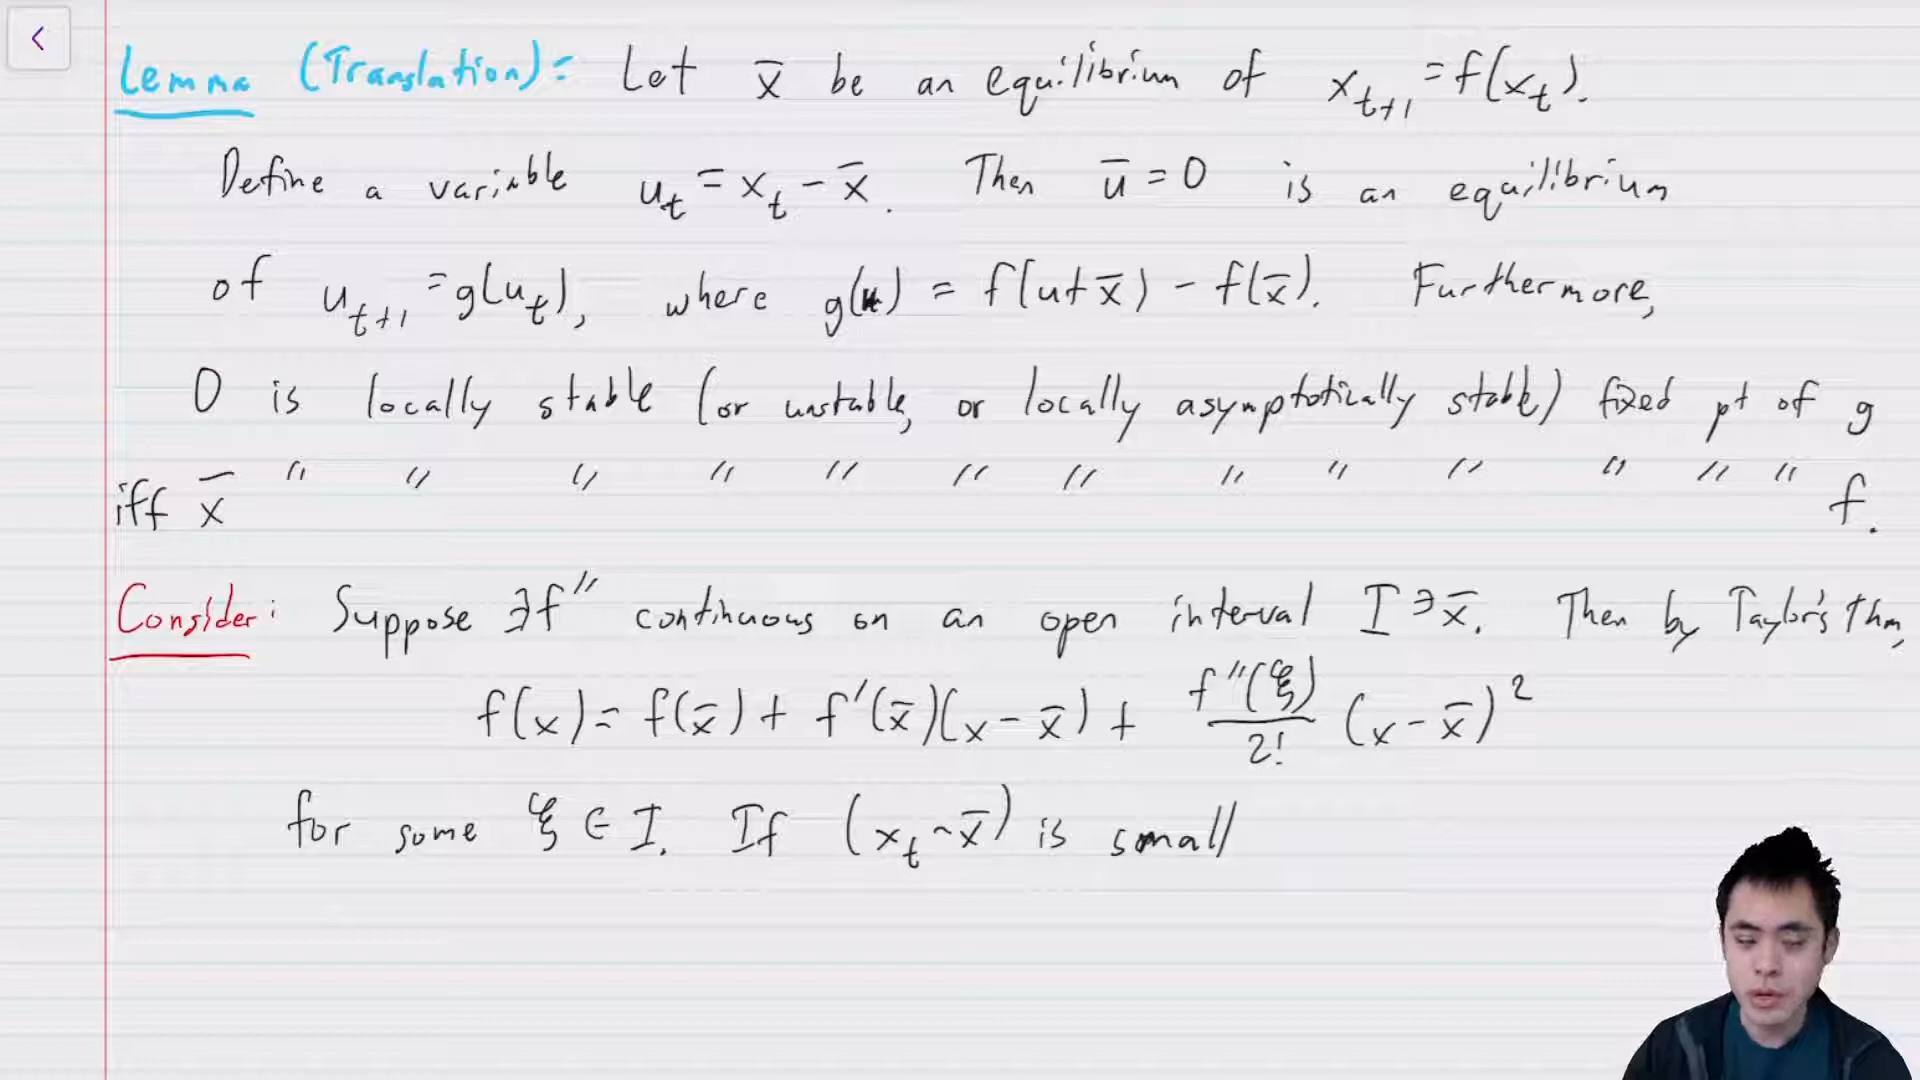 Lemma (Translation): Let x̄ be an equilibrium of x_{t+1} = f(x_t).
Define a variable u_t = x_t − x̄. Then ū = 0 is an equilibrium
of u_{t+1} = g(u_t), where g(u) = f(u+x̄) − f(x̄). Furthermore,
0 is locally stable (or unstable, or locally asymptotically stable) fixed pt of g
iff x̄ " " " " " " " " " " " " " f.
Consider: Suppose ∃f'' continuous on an open interval I ∋ x̄. Then by Taylor's thm,
f(x) = f(x̄) + f'(x̄)(x − x̄) + f''(ξ)/2! (x − x̄)²
for some ξ ∈ I. If (x_t − x̄) is small